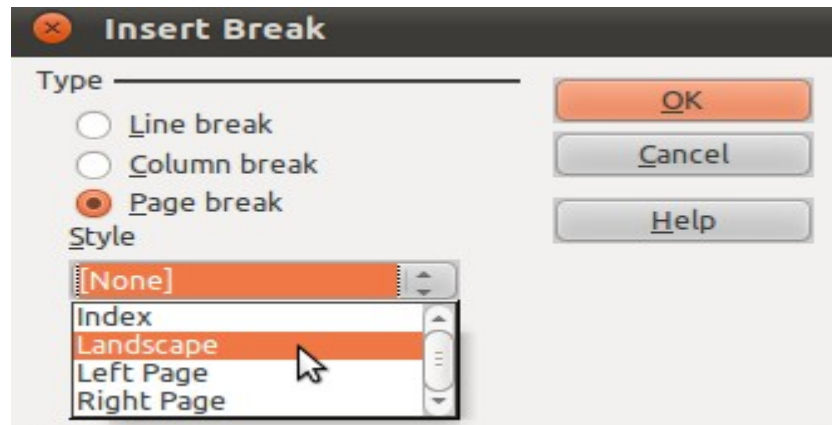 Insert Break
Type
Line break
Column break
Page break
Style
[None]
Index
Landscape
Left Page
Right Page
OK
Cancel
Help